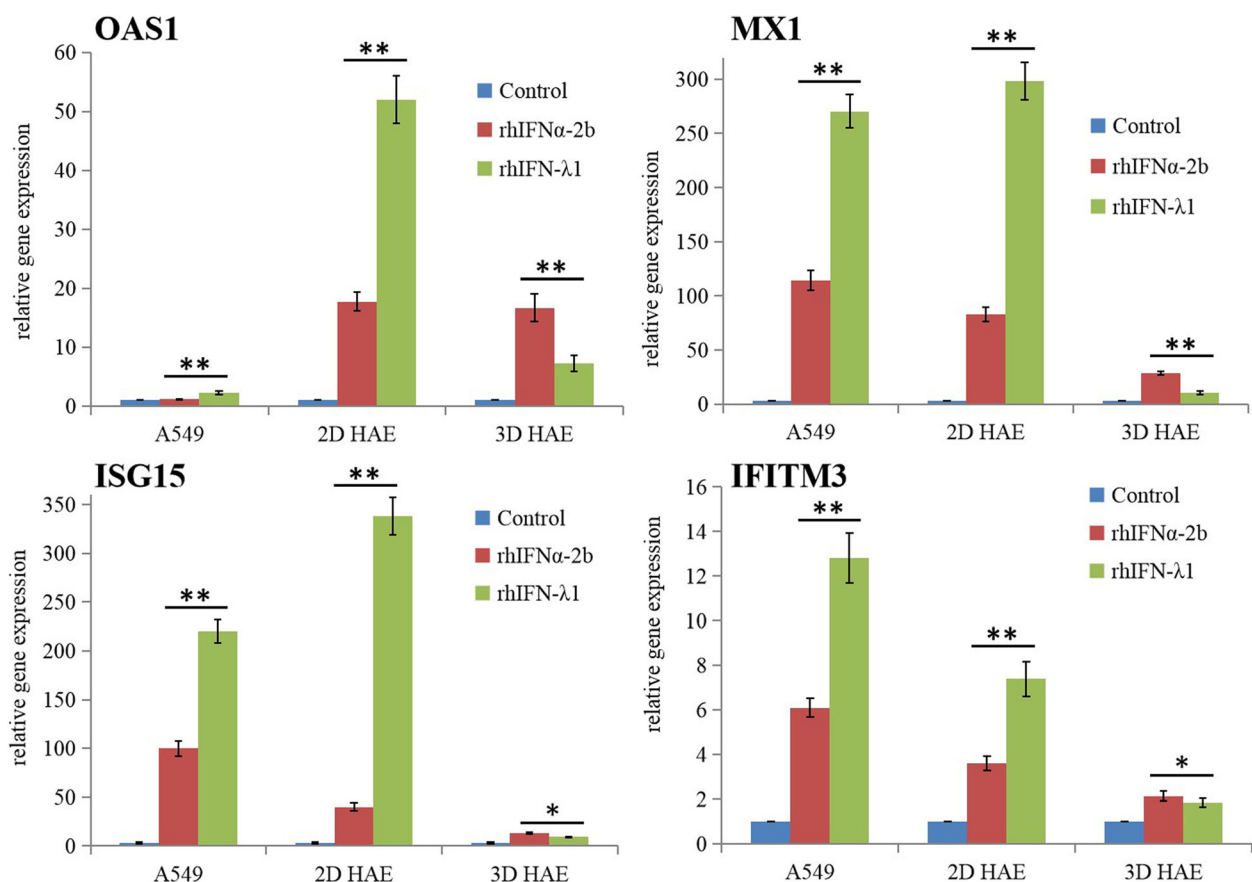 OAS1
relative gene expression
60
50
40
30
20
10
0
**
**
**
Control
rhIFNα-2b
rhIFN-λ1
A549 2D HAE 3D HAE
MX1
relative gene expression
300
250
200
150
100
50
0
**
**
**
Control
rhIFNα-2b
rhIFN-λ1
A549 2D HAE 3D HAE
ISG15
relative gene expression
350
300
250
200
150
100
50
0
**
**
*
Control
rhIFNα-2b
rhIFN-λ1
A549 2D HAE 3D HAE
IFITM3
relative gene expression
16
14
12
10
8
6
4
2
0
**
**
*
Control
rhIFNα-2b
rhIFN-λ1
A549 2D HAE 3D HAE